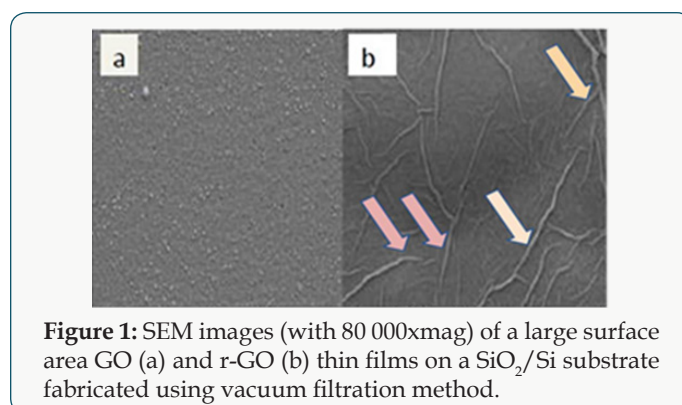 a
b
Figure 1: SEM images (with 80 000xmag) of a large surface
area GO (a) and r-GO (b) thin films on a SiO₂/Si substrate
fabricated using vacuum filtration method.